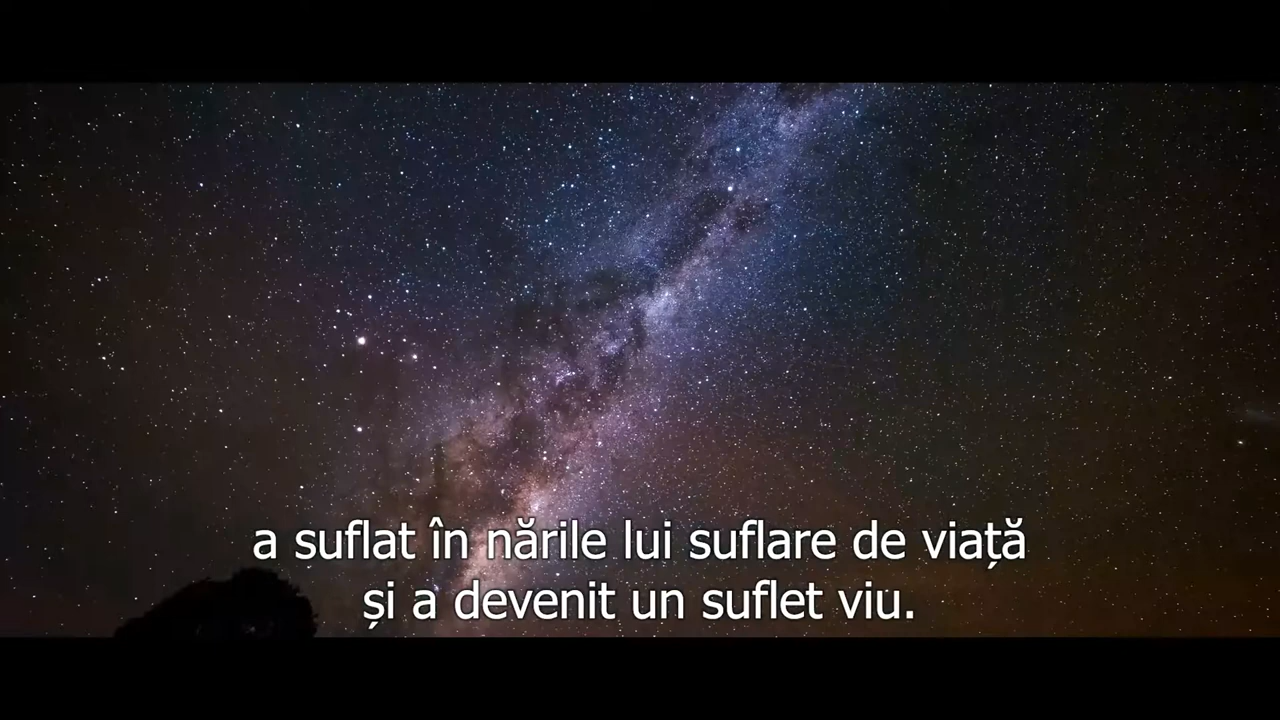 a suflat în nările lui suflare de viață
și a devenit un suflet viu.